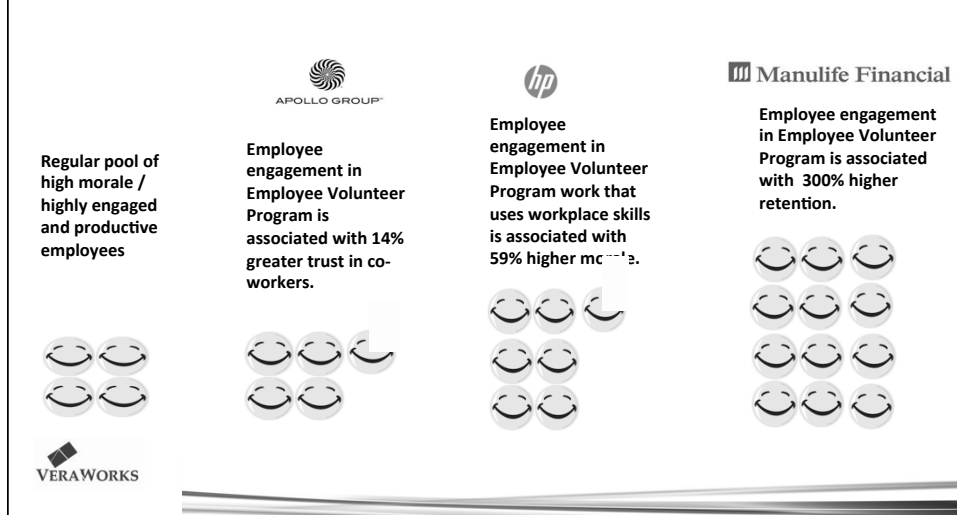 Regular pool of
high morale /
highly engaged
and productive
employees
VERAWORKS
APOLLO GROUP
Employee
engagement in
Employee Volunteer
Program is
associated with 14%
greater trust in co-
workers.
hp
Employee
engagement in
Employee Volunteer
Program work that
uses workplace skills
is associated with
59% higher morale.
Manulife Financial
Employee engagement
in Employee Volunteer
Program is associated
with 300% higher
retention.